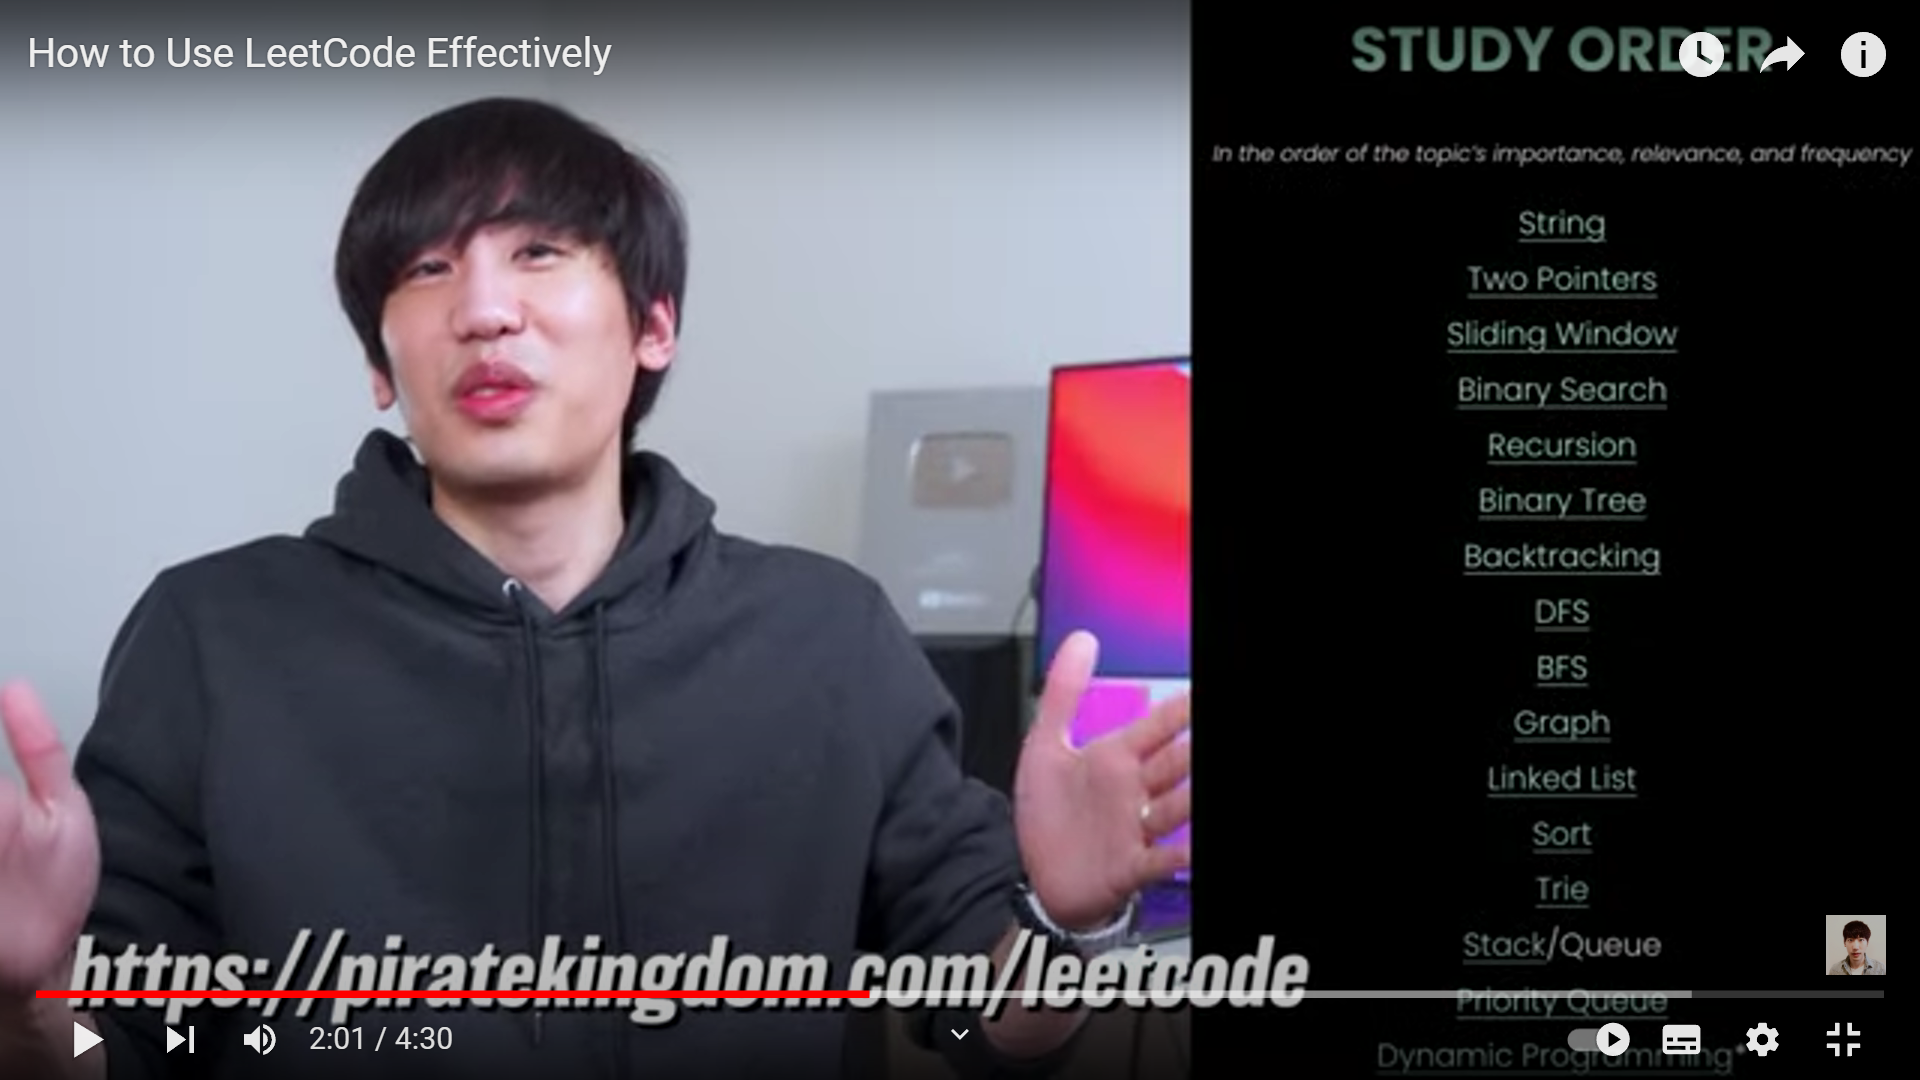 How to Use LeetCode Effectively
STUDY ORDER
In the order of the topic's importance, relevance, and frequency
String
Two Pointers
Sliding Window
Binary Search
Recursion
Binary Tree
Backtracking
DFS
BFS
Graph
Linked List
Sort
Trie
Stack/Queue
Priority Queue
Dynamic Programming*
https://piratekingdom.com/leetcode
2:01 / 4:30